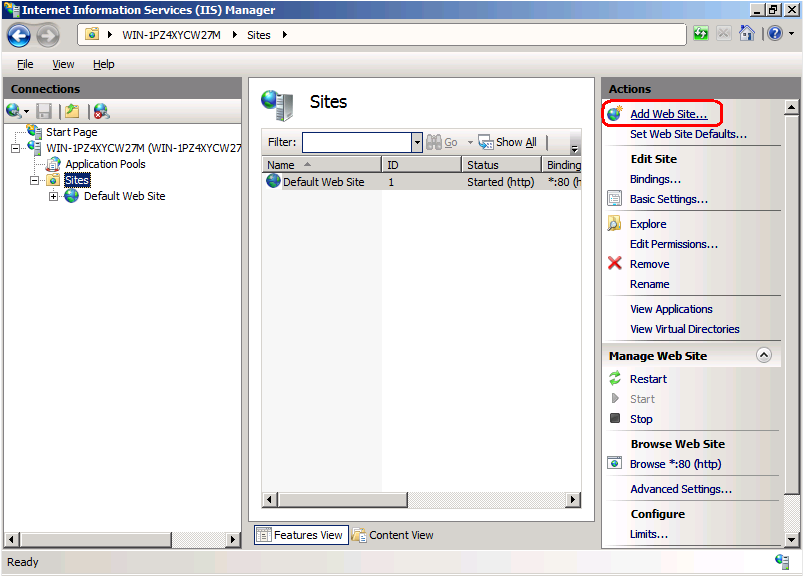 Internet Information Services (IIS) Manager
WIN-1PZ4XYCW27M Sites
File View Help
Connections
Start Page
WIN-1PZ4XYCW27M (WIN-1PZ4XYCW27
Application Pools
Sites
Default Web Site
Sites
Filter: Go Show All
Name ID Status Binding
Default Web Site 1 Started (http) *:80 (h
Features View Content View
Actions
Add Web Site...
Set Web Site Defaults...
Edit Site
Bindings...
Basic Settings...
Explore
Edit Permissions...
Remove
Rename
View Applications
View Virtual Directories
Manage Web Site
Restart
Start
Stop
Browse Web Site
Browse *:80 (http)
Advanced Settings...
Configure
Limits...
Ready